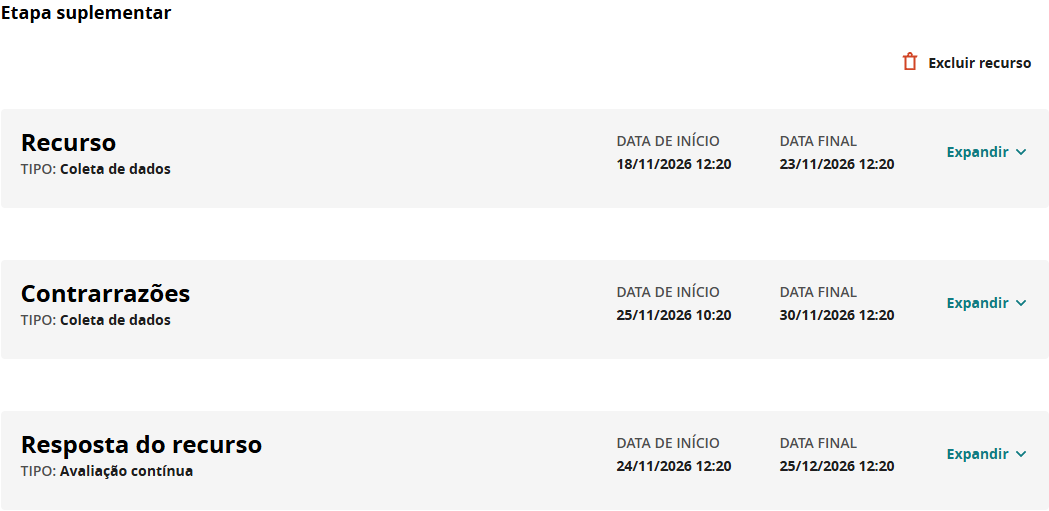 Etapa suplementar
Excluir recurso
Recurso
TIPO: Coleta de dados
DATA DE INÍCIO
18/11/2026 12:20
DATA FINAL
23/11/2026 12:20
Expandir
Contrarrazões
TIPO: Coleta de dados
DATA DE INÍCIO
25/11/2026 10:20
DATA FINAL
30/11/2026 12:20
Expandir
Resposta do recurso
TIPO: Avaliação contínua
DATA DE INÍCIO
24/11/2026 12:20
DATA FINAL
25/12/2026 12:20
Expandir